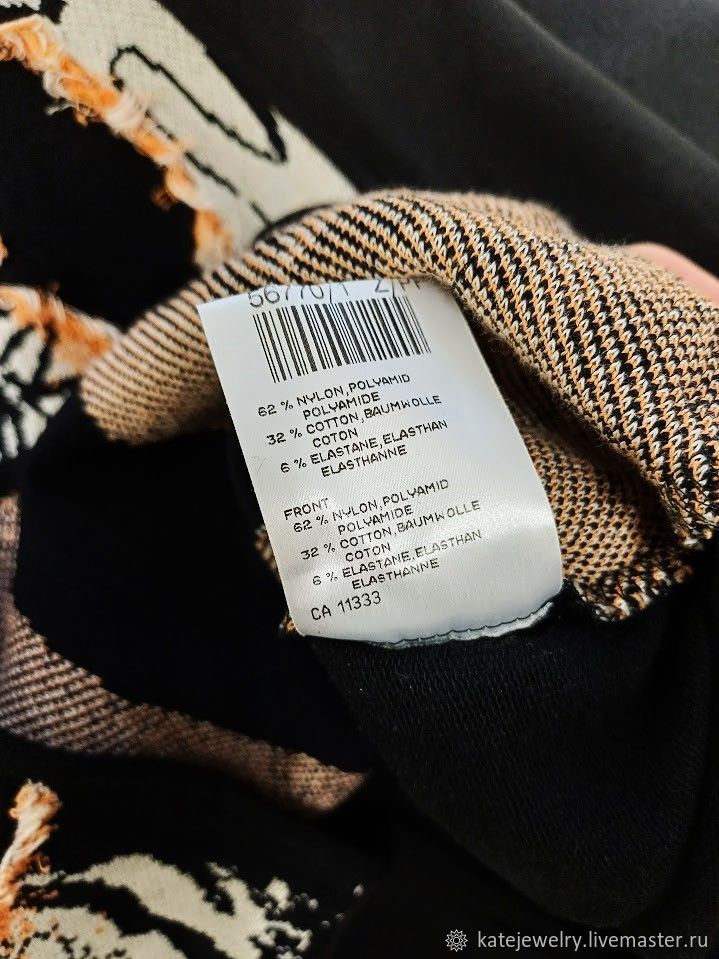 62 % NYLON,POLYAMID
POLYAMIDE
32 % COTTON,BAUMWOLLE
COTON
6 % ELASTANE,ELASTHAN
ELASTHANNE
FRONT
62 % NYLON,POLYAMID
POLYAMIDE
32 % COTTON,BAUMWOLLE
COTON
6 % ELASTANE,ELASTHAN
ELASTHANNE
CA 11333
katejewelry.livemaster.ru